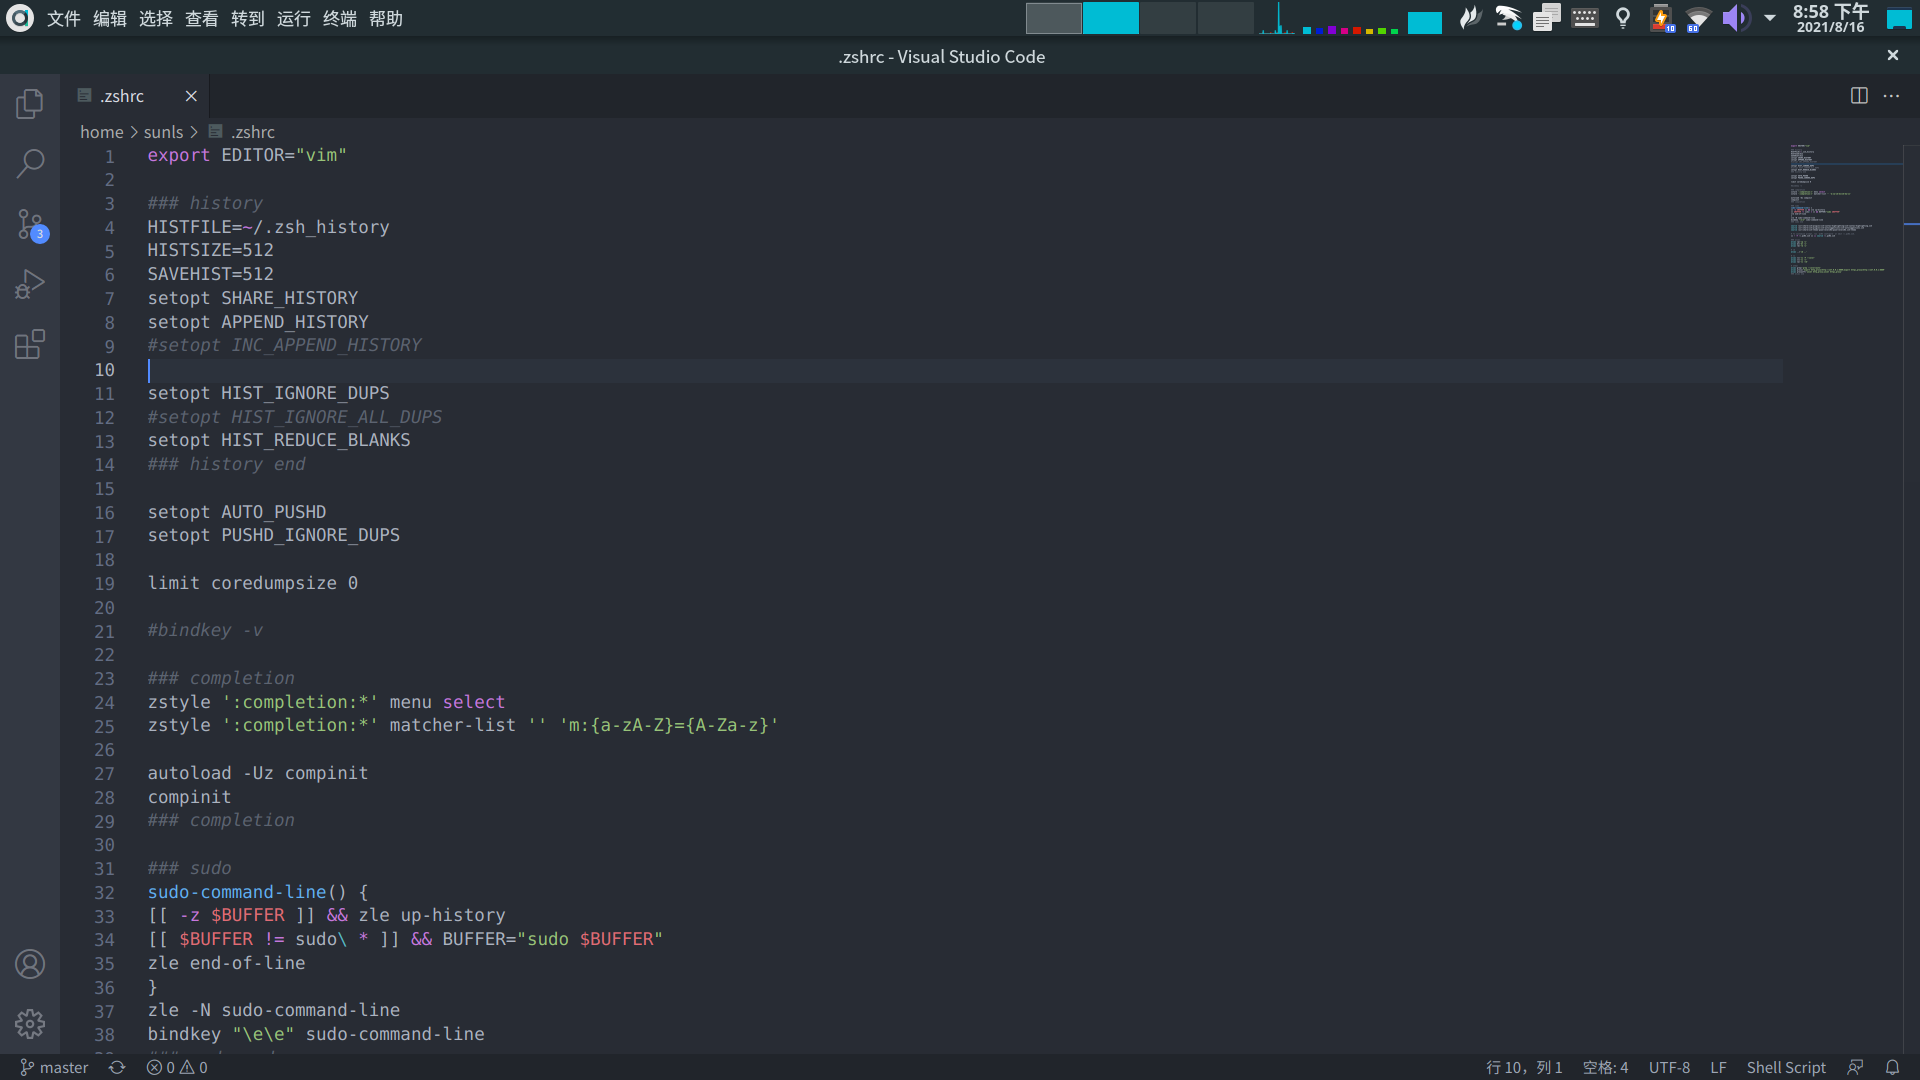 文件 编辑 选择 查看 转到 运行 终端 帮助
8:58 下午
2021/8/16
.zshrc - Visual Studio Code
.zshrc
home > sunls > .zshrc
3
1 export EDITOR="vim"
2
3 ### history
4 HISTFILE=~/.zsh_history
5 HISTSIZE=512
6 SAVEHIST=512
7 setopt SHARE_HISTORY
8 setopt APPEND_HISTORY
9 #setopt INC_APPEND_HISTORY
10
11 setopt HIST_IGNORE_DUPS
12 #setopt HIST_IGNORE_ALL_DUPS
13 setopt HIST_REDUCE_BLANKS
14 ### history end
15
16 setopt AUTO_PUSHD
17 setopt PUSHD_IGNORE_DUPS
18
19 limit coredumpsize 0
20
21 #bindkey -v
22
23 ### completion
24 zstyle ':completion:*' menu select
25 zstyle ':completion:*' matcher-list '' 'm:{a-zA-Z}={A-Za-z}'
26
27 autoload -Uz compinit
28 compinit
29 ### completion
30
31 ### sudo
32 sudo-command-line() {
33 [[ -z $BUFFER ]] && zle up-history
34 [[ $BUFFER != sudo\ * ]] && BUFFER="sudo $BUFFER"
35 zle end-of-line
36 }
37 zle -N sudo-command-line
38 bindkey "\e\e" sudo-command-line
master 0 0 行 10，列 1 空格: 4 UTF-8 LF Shell Script